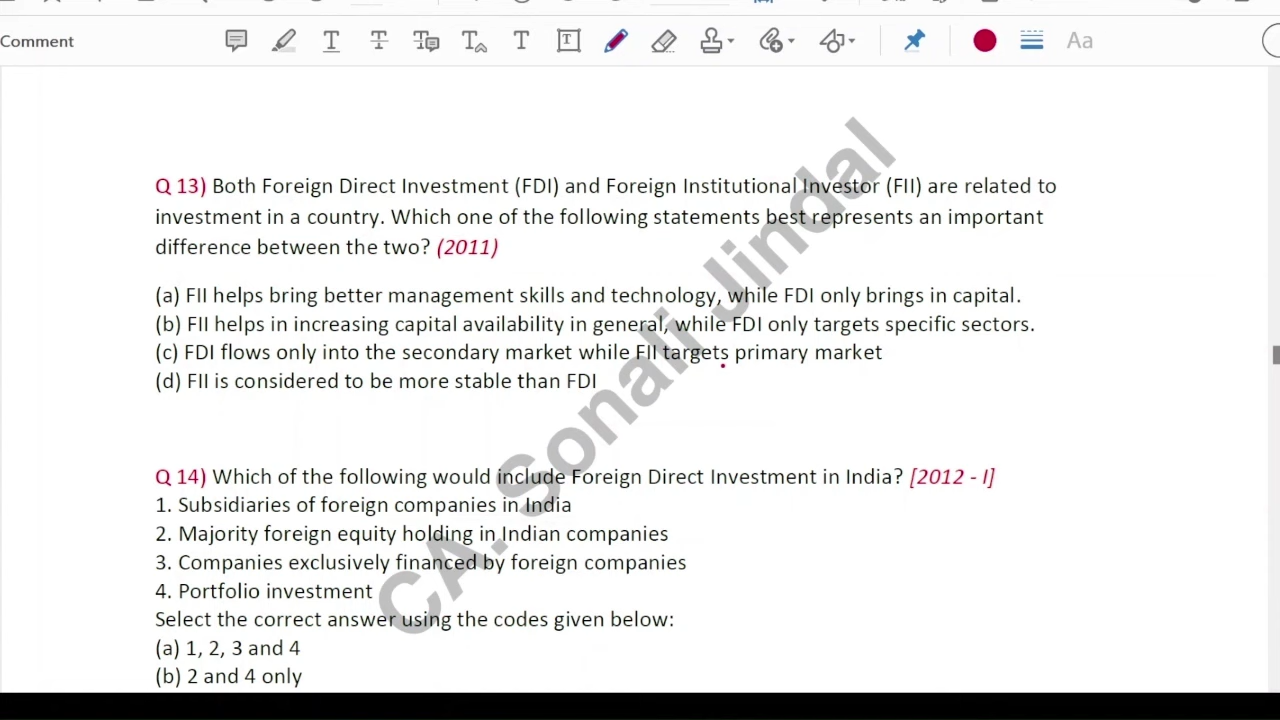 Comment
T
T
T
T
T
T
Aa
Q 13) Both Foreign Direct Investment (FDI) and Foreign Institutional Investor (FII) are related to
investment in a country. Which one of the following statements best represents an important
difference between the two? (2011)
(a) FII helps bring better management skills and technology, while FDI only brings in capital.
(b) FII helps in increasing capital availability in general, while FDI only targets specific sectors.
(c) FDI flows only into the secondary market while FII targets primary market
(d) FII is considered to be more stable than FDI
Q 14) Which of the following would include Foreign Direct Investment in India? [2012 - I]
1. Subsidiaries of foreign companies in India
2. Majority foreign equity holding in Indian companies
3. Companies exclusively financed by foreign companies
4. Portfolio investment
Select the correct answer using the codes given below:
(a) 1, 2, 3 and 4
(b) 2 and 4 only
CA. Sonali Jindal